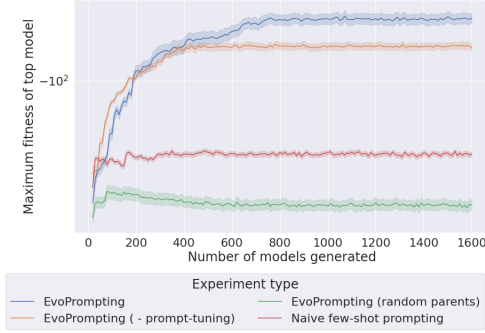 Maximum fitness of top model
−10²
0 200 400 600 800 1000 1200 1400 1600
Number of models generated
Experiment type
EvoPrompting
EvoPrompting ( - prompt-tuning)
EvoPrompting (random parents)
Naive few-shot prompting